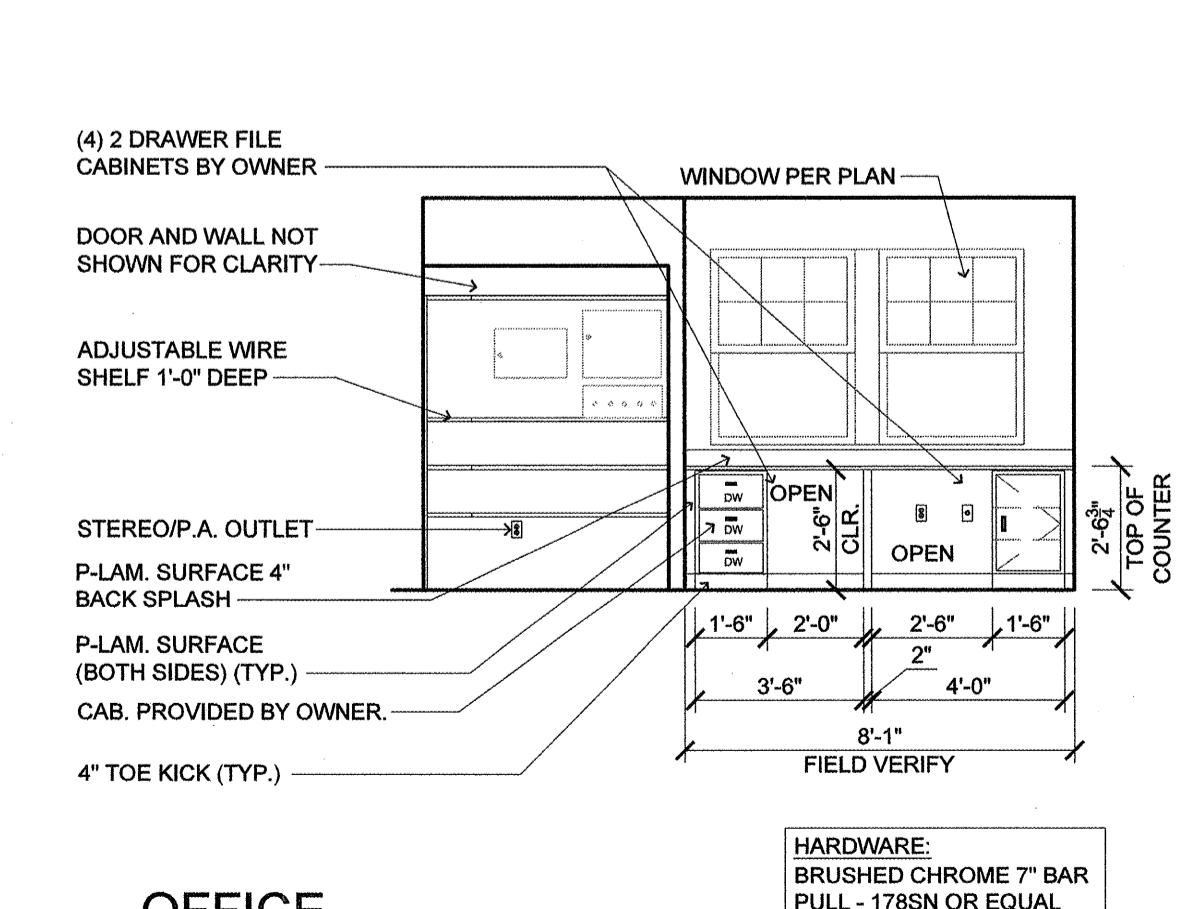 (4) 2 DRAWER FILE
CABINETS BY OWNER
WINDOW PER PLAN
DOOR AND WALL NOT
SHOWN FOR CLARITY
ADJUSTABLE WIRE
SHELF 1'-0" DEEP
STEREO/P.A. OUTLET
P-LAM. SURFACE 4"
BACK SPLASH
P-LAM. SURFACE
(BOTH SIDES) (TYP.)
CAB. PROVIDED BY OWNER.
4" TOE KICK (TYP.)
DW
DW
DW
OPEN
2'-6"
CLR.
OPEN
2'-6 3/4"
TOP OF
COUNTER
1'-6"
2'-0"
2'-6"
1'-6"
2"
3'-6"
4'-0"
8'-1"
FIELD VERIFY
HARDWARE:
BRUSHED CHROME 7" BAR
PULL - 178SN OR EQUAL
OFFICE